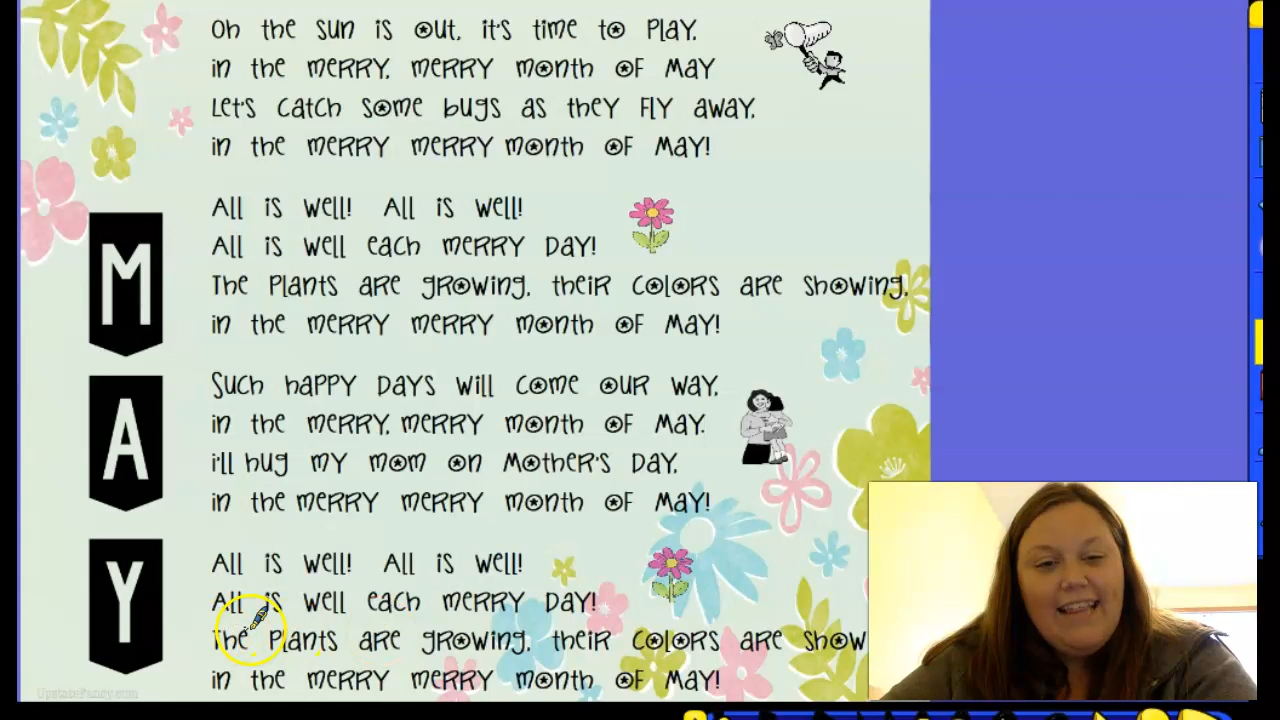 Oh the sun is out, it's time to play,
in the merry, merry month of May
Let's catch some bugs as they fly away,
in the merry merry month of May!
All is well! All is well!
All is well each merry day!
The plants are growing, their colors are showing,
in the merry merry month of May!
Such happy days will come our way,
in the merry, merry month of May.
i'll hug my mom on Mother's Day,
in the merry merry month of May!
All is well! All is well!
All is well each merry day!
The plants are growing, their colors are show
in the merry merry month of May!
M
A
Y